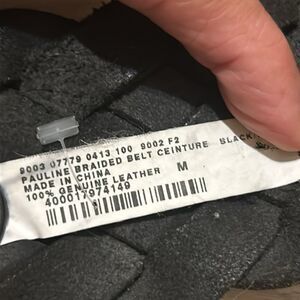 9003 07779 0413 100 9002 F2
PAULINE BRAIDED BELT CEINTURE BLACK
MADE IN CHINA
100% GENUINE LEATHER M
400017974149